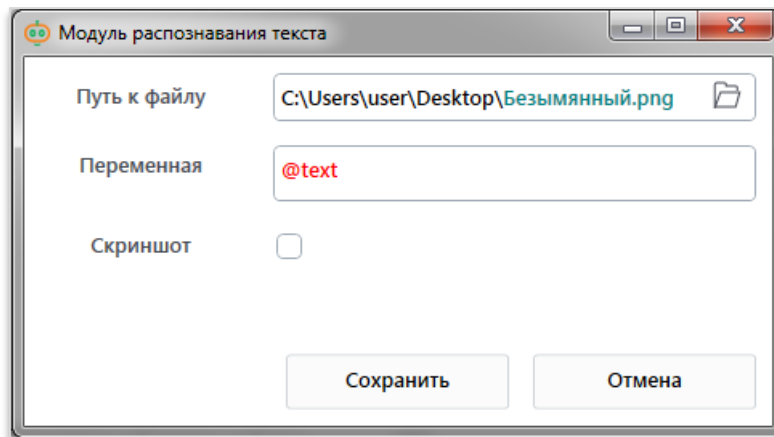 Модуль распознавания текста
Путь к файлу C:\Users\user\Desktop\Безымянный.png
Переменная @text
Скриншот
Сохранить Отмена